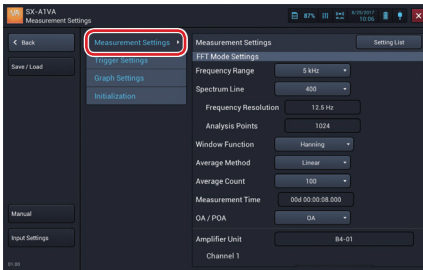 SX-A1VA
Measurement Settings
87%
8/29/2017
10:06
Back
Save / Load
Manual
Input Settings
Measurement Settings
Trigger Settings
Graph Settings
Initialization
Measurement Settings
Setting List
FFT Mode Settings
Frequency Range
5 kHz
Spectrum Line
400
Frequency Resolution
12.5 Hz
Analysis Points
1024
Window Function
Hanning
Average Method
Linear
Average Count
100
Measurement Time
00d 00:00:08.000
OA / POA
OA
Amplifier Unit
B4-01
Channel 1